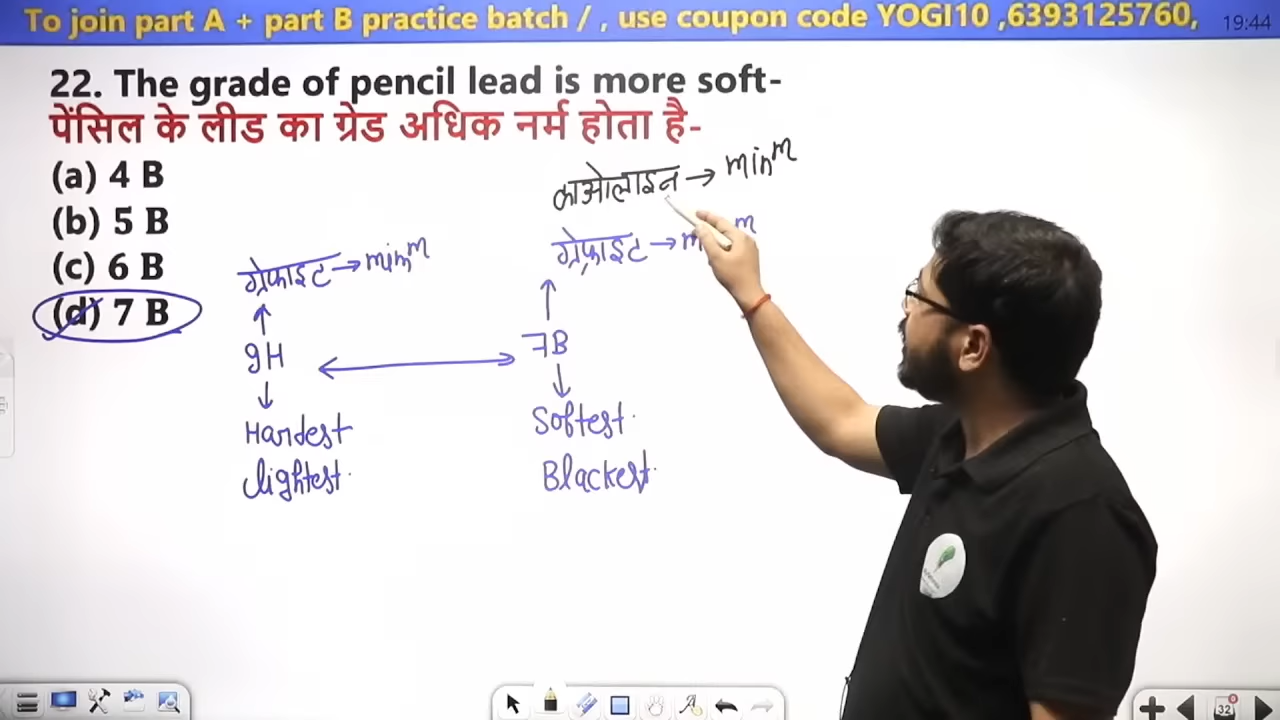 To join part A + part B practice batch / , use coupon code YOGI10 ,6393125760,
19:44
22. The grade of pencil lead is more soft-
पेंसिल के लीड का ग्रेड अधिक नर्म होता है-
(a) 4 B
(b) 5 B
(c) 6 B
(d) 7 B
काओलाइन → minᵐ
ग्रेफाइट → minᵐ
ग्रेफ्राइट →
9H
7B
Hardest
lightest.
Softest.
Blackest.
32